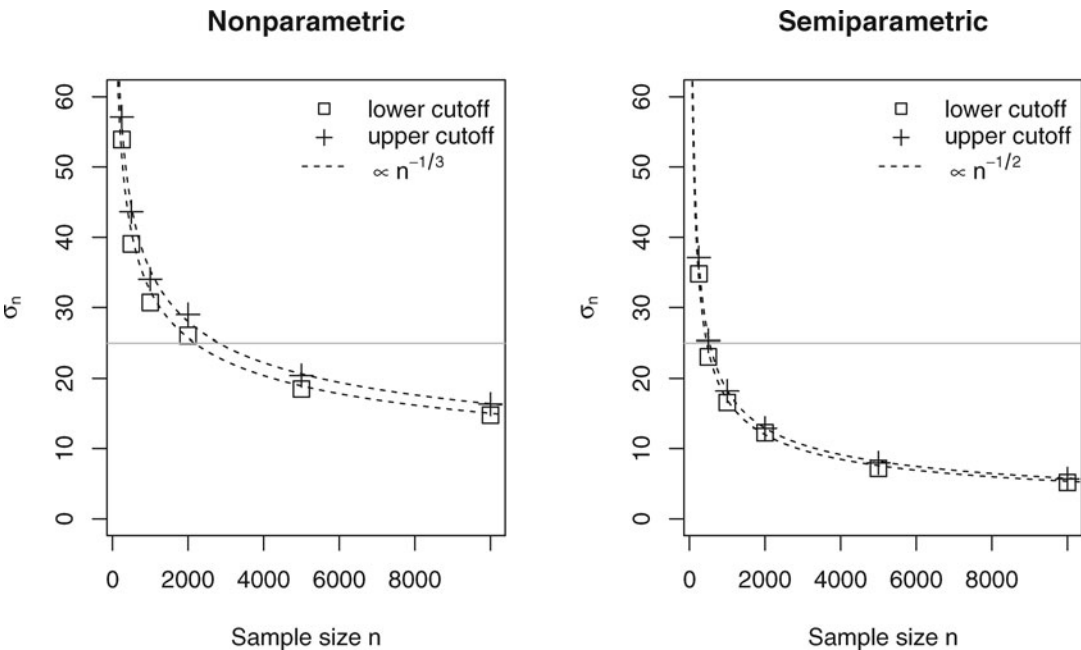 Nonparametric
σn
60
50
40
30
20
10
0
lower cutoff
upper cutoff
∝ n−1/3
0 2000 4000 6000 8000
Sample size n
Semiparametric
σn
60
50
40
30
20
10
0
lower cutoff
upper cutoff
∝ n−1/2
0 2000 4000 6000 8000
Sample size n